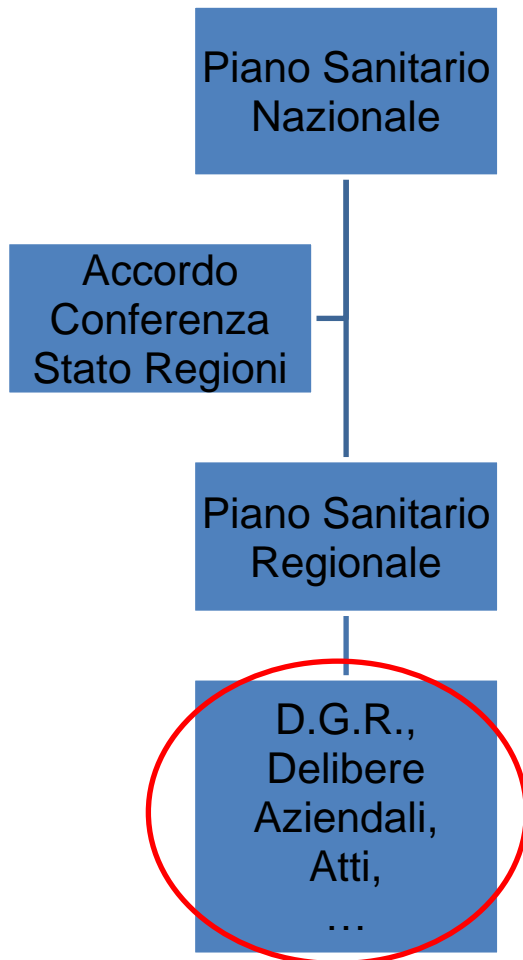 Piano Sanitario
Nazionale
Accordo
Conferenza
Stato Regioni
Piano Sanitario
Regionale
D.G.R.,
Delibere
Aziendali,
Atti,
…